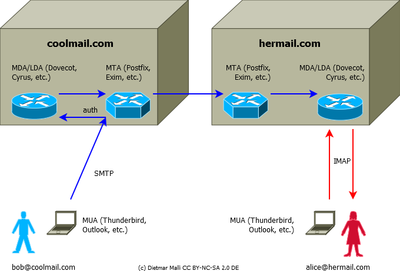 coolmail.com
hermail.com
MDA/LDA (Dovecot,
Cyrus, etc.)
MTA (Postfix,
Exim, etc.)
MTA (Postfix,
Exim, etc.)
MDA/LDA (Dovecot,
Cyrus, etc.)
auth
SMTP
IMAP
MUA (Thunderbird,
Outlook, etc.)
MUA (Thunderbird,
Outlook, etc.)
bob@coolmail.com
(c) Dietmar Malli CC BY-NC-SA 2.0 DE
alice@hermail.com